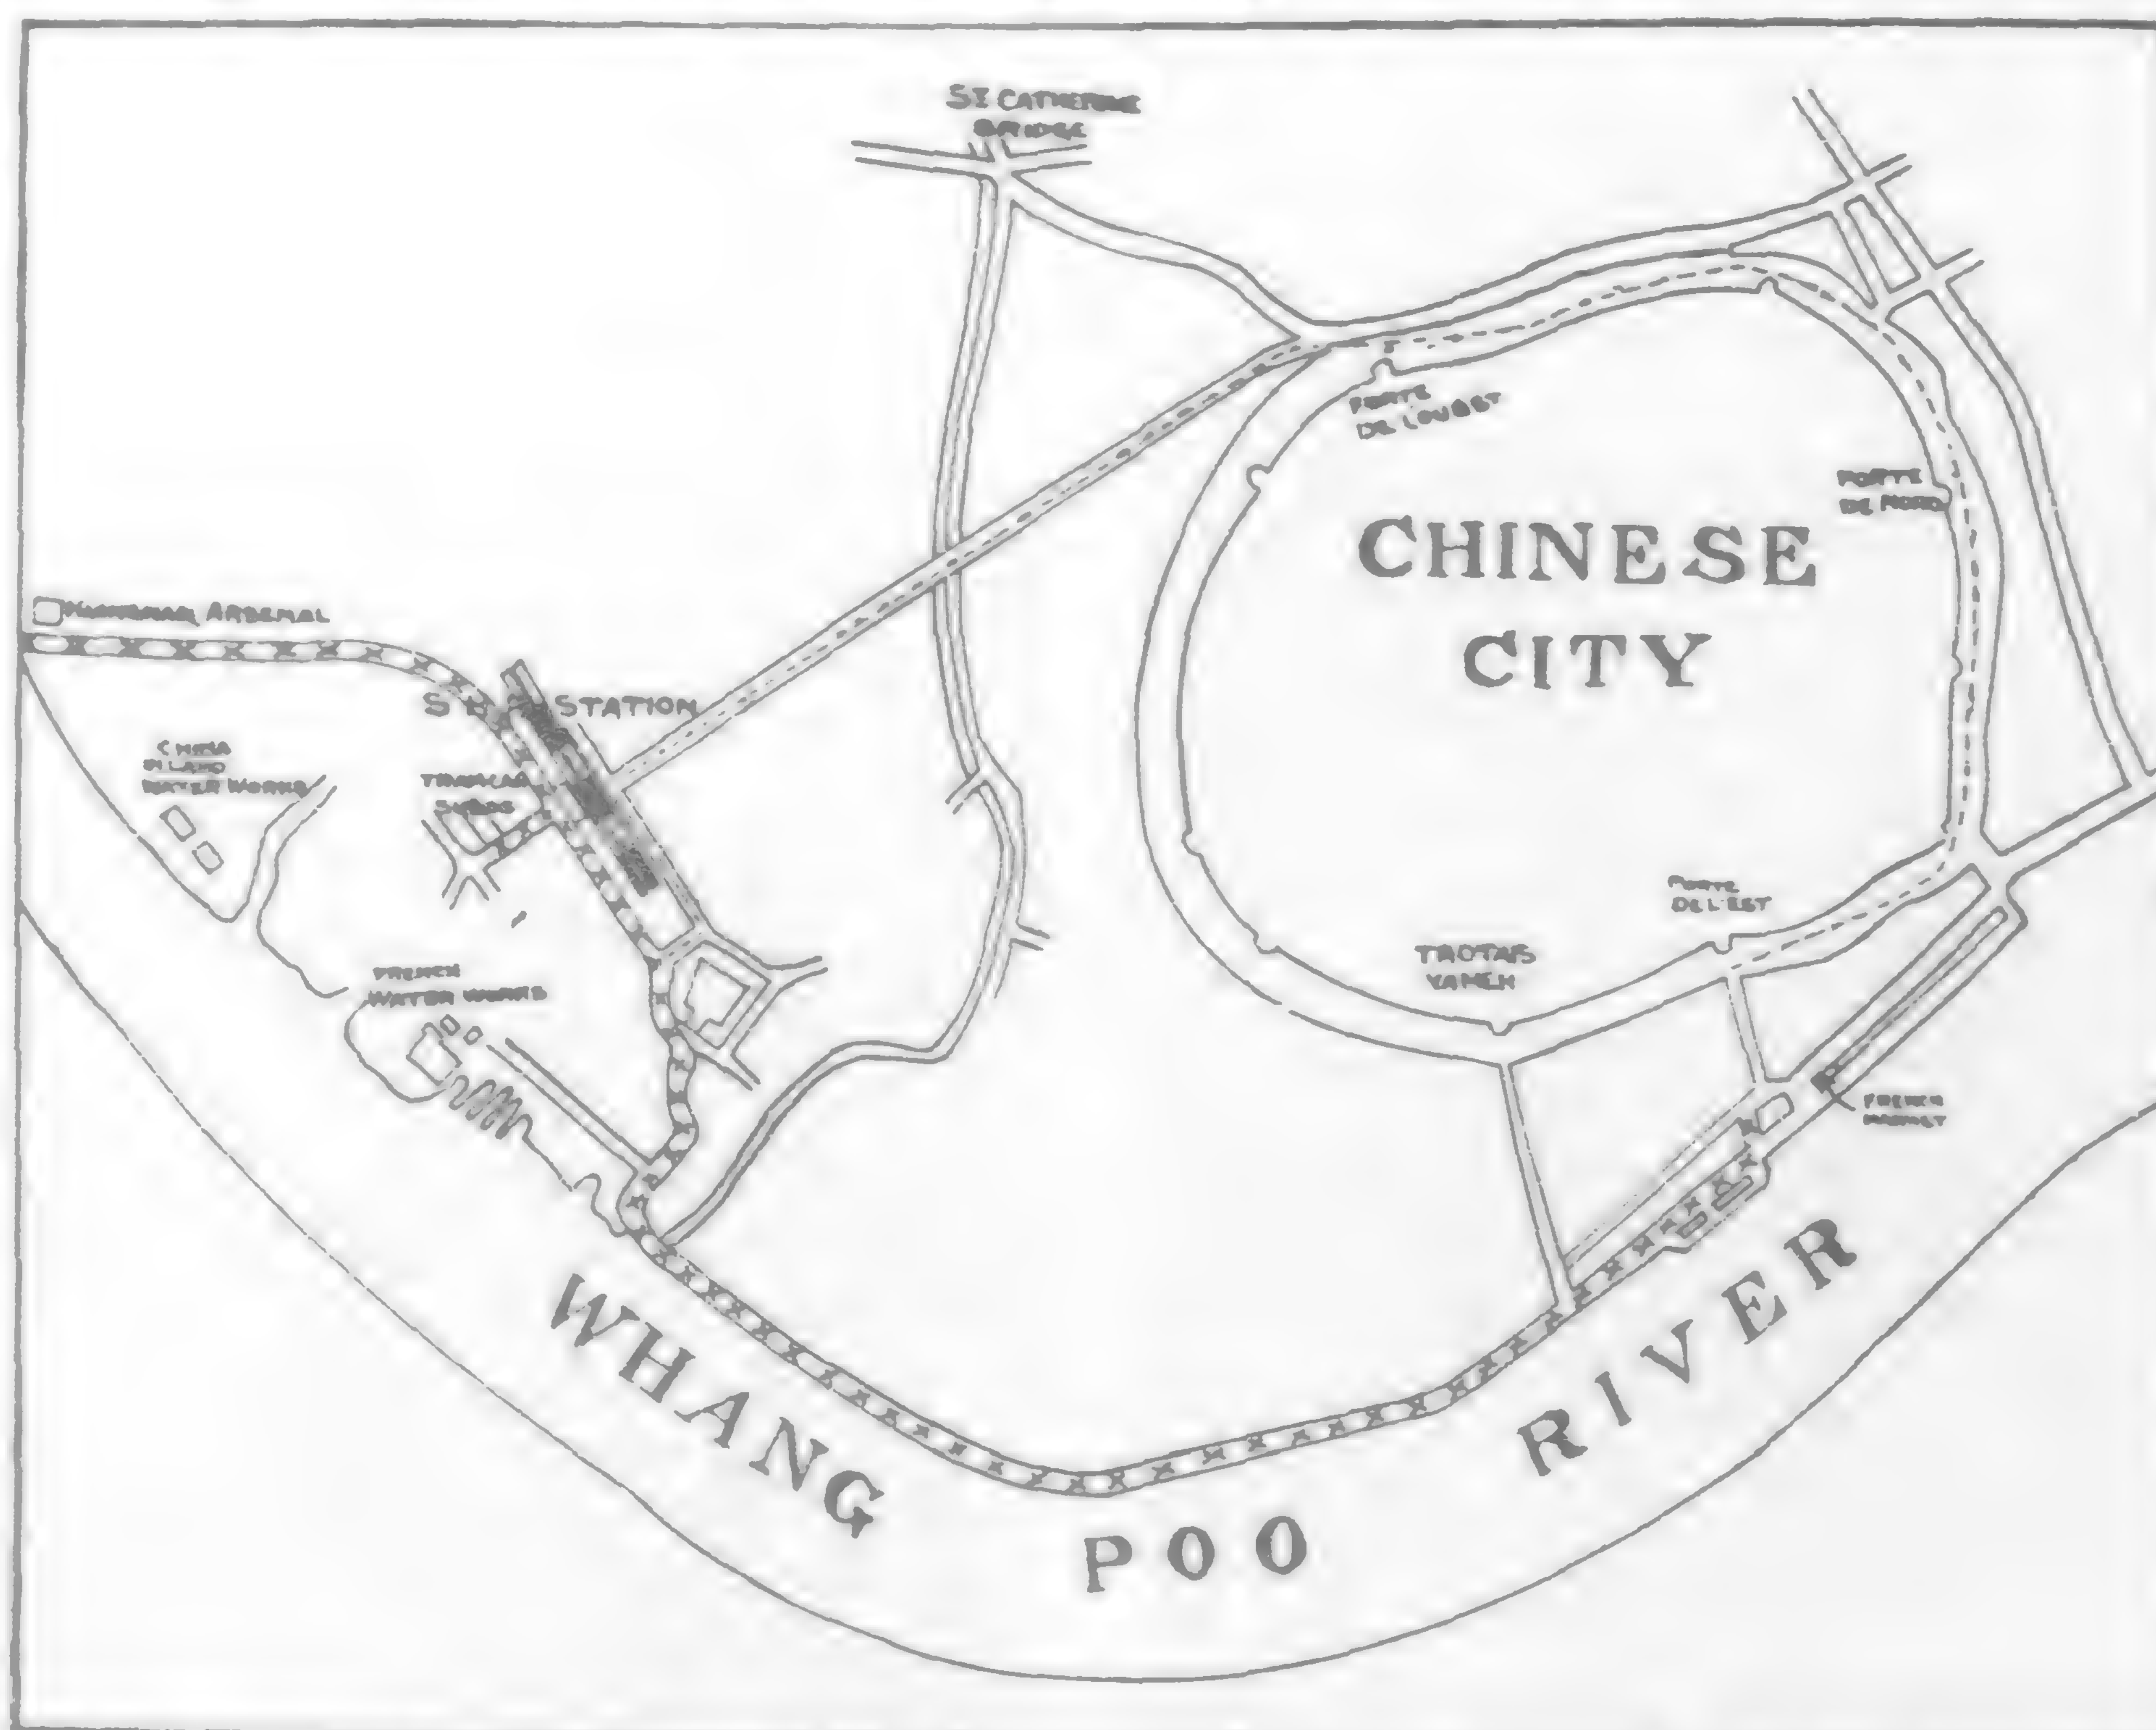 ST CATHERINE
BRIDGE
PORTE
DE L'OUEST
PORTE
DE NORD
CHINESE
CITY
ARSENAL
STATION
CHINA
INLAND
WATER WORKS
TRAMCAR
SHEDS
FRENCH
WATER WORKS
PORTE
DE L'EST
TAOTAI'S
YAMEN
FRENCH
MARKET
WHANG POO RIVER